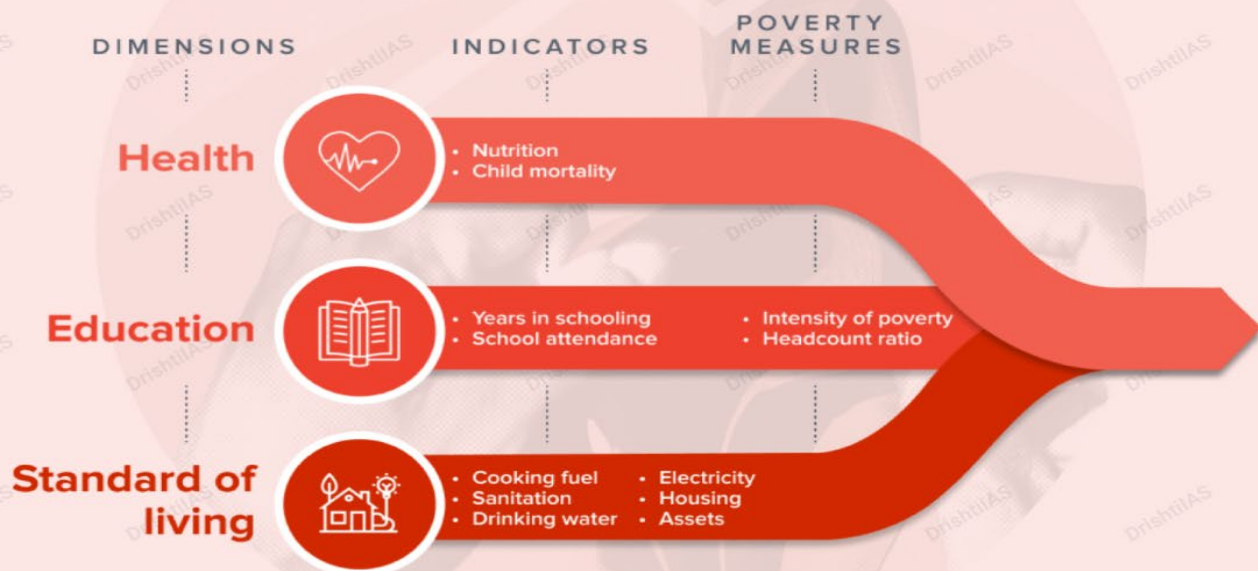 DIMENSIONS
INDICATORS
POVERTY
MEASURES
Health
• Nutrition
• Child mortality
Education
• Years in schooling
• School attendance
• Intensity of poverty
• Headcount ratio
Standard of
living
• Cooking fuel
• Sanitation
• Drinking water
• Electricity
• Housing
• Assets
DrishtiIAS